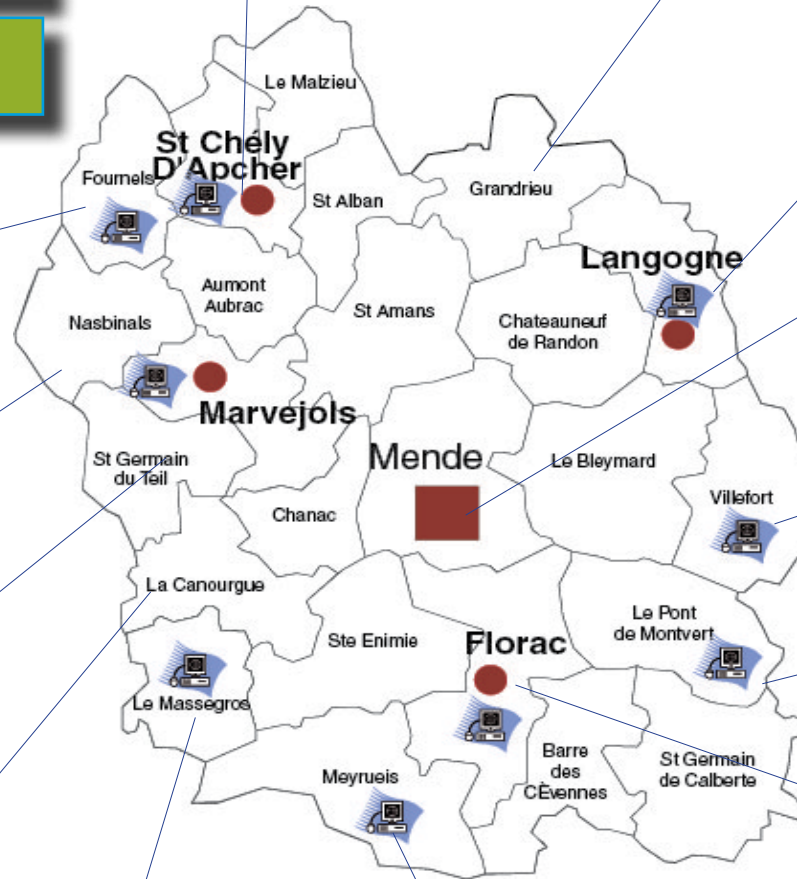 Le Malzieu
St Chély
D'Apcher
Fournels
St Alban
Grandrieu
Langogne
Aumont
Aubrac
Nasbinals
St Amans
Chateauneuf
de Randon
Marvejols
Mende
St Germain
du Teil
Le Bleymard
Villefort
Chanac
La Canourgue
Ste Enimie
Florac
Le Pont
de Montvert
Le Massegros
Barre
des
CÈvennes
St Germain
de Calberte
Meyrueis